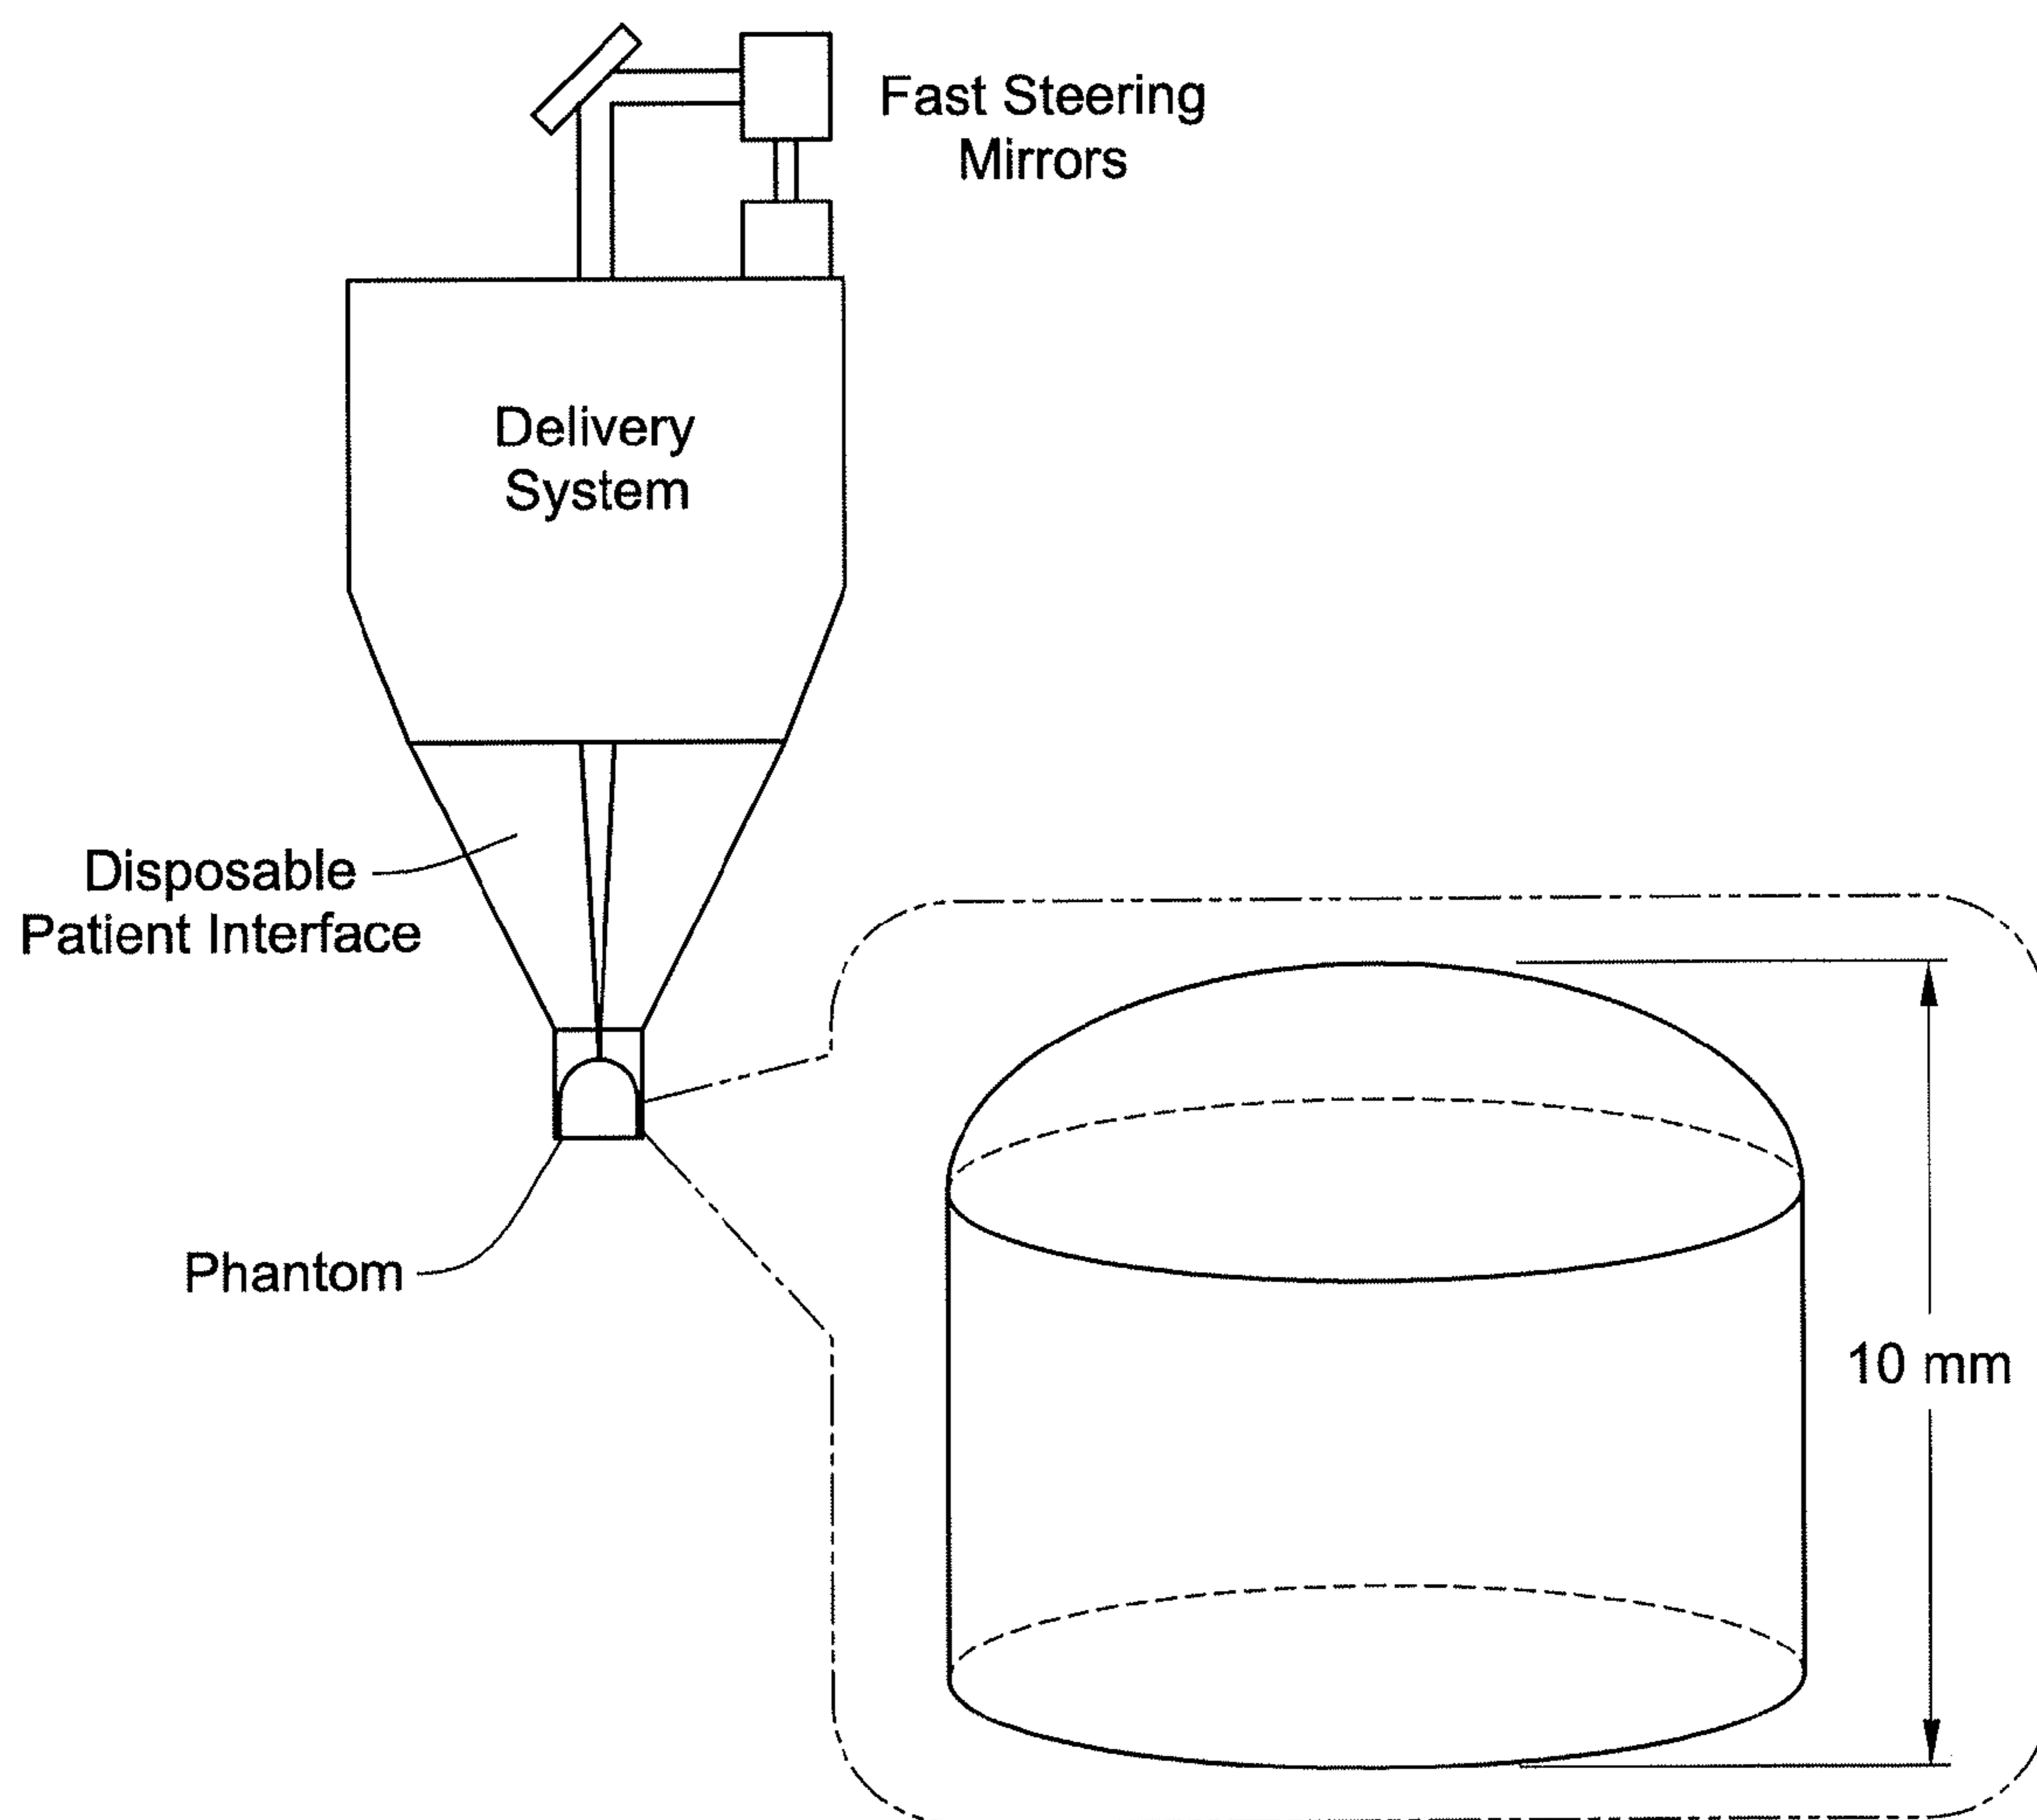 Fast Steering
Mirrors
Delivery
System
Disposable
Patient Interface
Phantom
10 mm